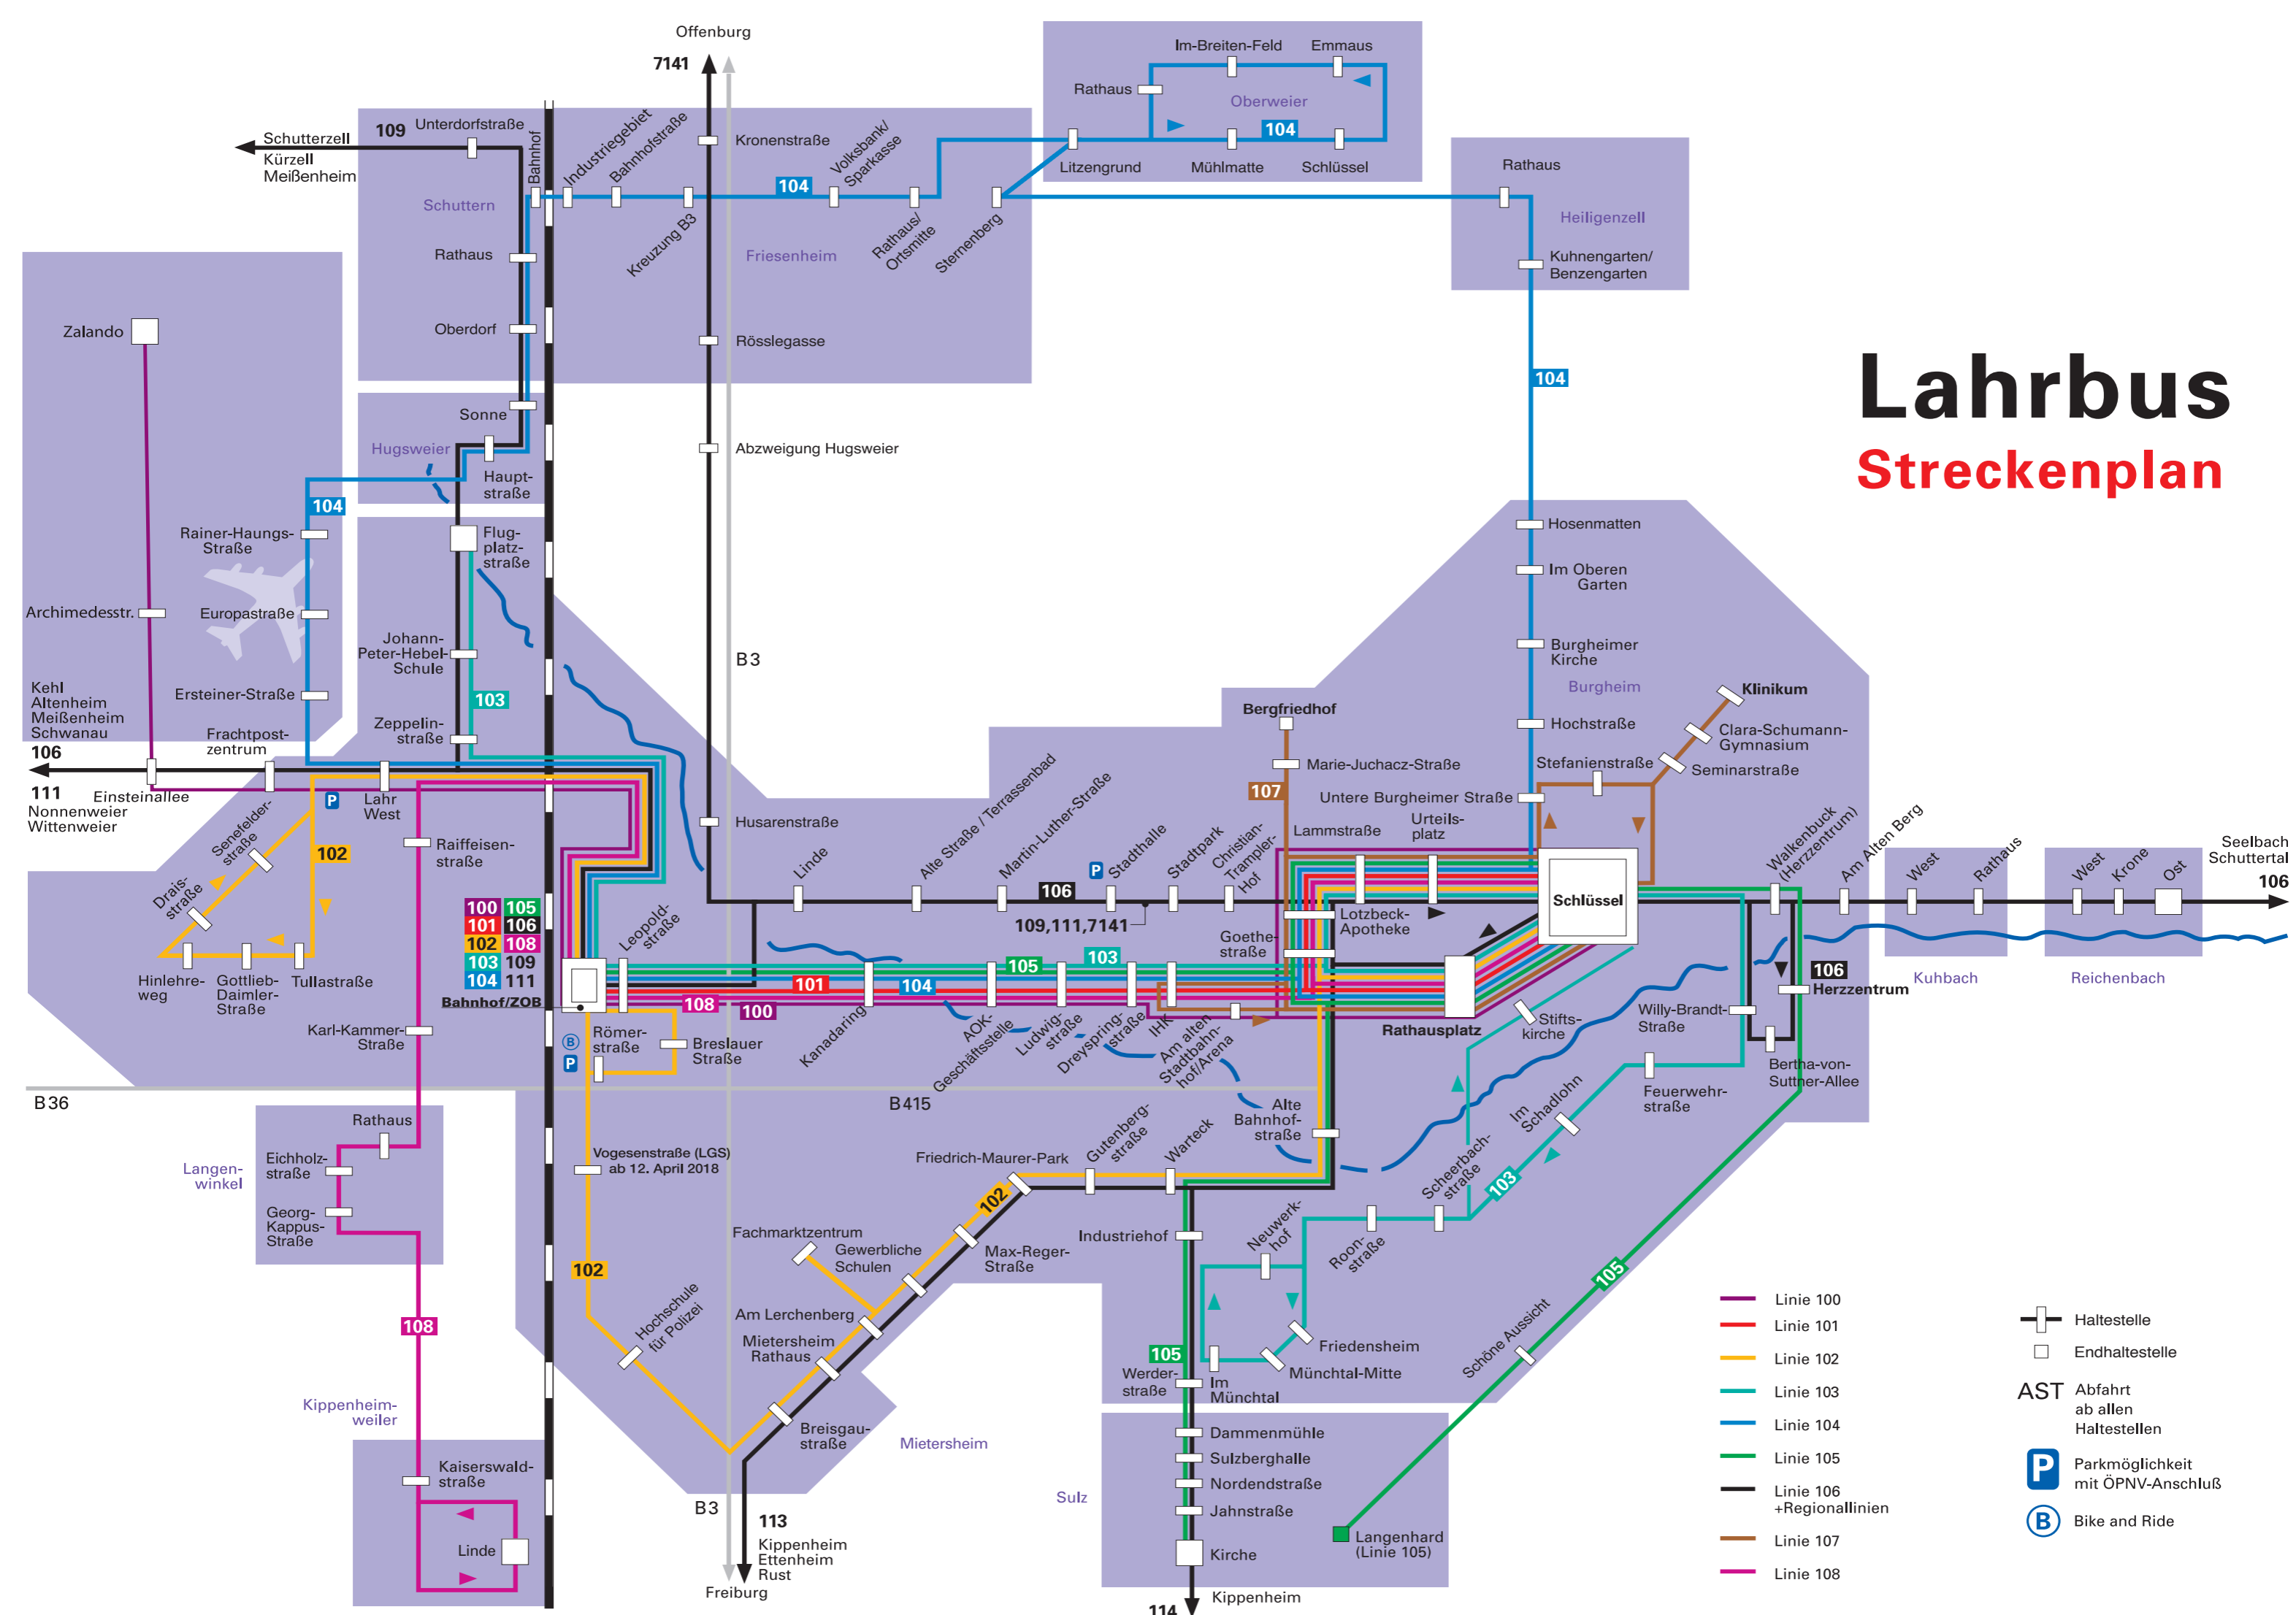 Lahrbus
Streckenplan
Offenburg
7141
Schutterzell
Kürzell
Meißenheim
109
Unterdorfstraße
Schuttern
Rathaus
Oberdorf
Bahnhof
Industriegebiet
Bahnhofstraße
Kreuzung B3
Kronenstraße
104
Volksbank/
Sparkasse
Rathaus/
Ortsmitte
Sternenberg
Friesenheim
Rösslegasse
Abzweigung Hugsweier
Im-Breiten-Feld
Emmaus
Rathaus
Oberweier
104
Litzengrund
Mühlmatte
Schlüssel
Rathaus
Heiligenzell
Kuhnengarten/
Benzengarten
104
Zalando
Archimedesstr.
Sonne
Hugsweier
Haupt-
straße
104
Rainer-Haungs-
Straße
Europastraße
Ersteiner-Straße
Flug-
platz-
straße
Johann-
Peter-Hebel-
Schule
103
Zeppelin-
straße
Kehl
Altenheim
Meißenheim
Schwanau
106
111
Nonnenweier
Wittenweier
Einsteinallee
Frachtpost-
zentrum
P
Lahr
West
Senefelder-
straße
Drais-
straße
102
Hinlehre-
weg
Gottlieb-
Daimler-
Straße
Tullastraße
Raiffeisen-
straße
Karl-Kammer-
Straße
100 105
101 106
102 108
103 109
104 111
Bahnhof/ZOB
Leopold-
straße
B
P
Römer-
straße
Breslauer
Straße
B3
Husarenstraße
Linde
Alte Straße / Terrassenbad
Martin-Luther-Straße
106
P
Stadthalle
Stadtpark
Christian-
Trampler-
Hof
109,111,7141
108
100
101
104
105
103
Kanadaring
AOK-
Geschäftsstelle
Ludwig-
straße
Dreyspring-
straße
IHK
Am alten
Stadtbahn-
hof/Arena
Bergfriedhof
Marie-Juchacz-Straße
107
Lammstraße
Urteils-
platz
Lotzbeck-
Apotheke
Goethe-
straße
Rathausplatz
Schlüssel
Hosenmatten
Im Oberen
Garten
Burgheimer
Kirche
Burgheim
Hochstraße
Untere Burgheimer Straße
Stefanienstraße
Klinikum
Clara-Schumann-
Gymnasium
Seminarstraße
Walkenbuck
(Herzzentrum)
Am Alten Berg
West
Rathaus
Kuhbach
West
Krone
Ost
Reichenbach
Seelbach
Schuttertal
106
106
Herzzentrum
Willy-Brandt-
Straße
Bertha-von-
Suttner-Allee
Feuerwehr-
straße
Stifts-
kirche
Im
Schadlohn
103
Scheerbach-
straße
Roon-
straße
Neuwerk-
hof
Friedensheim
Münchtal-Mitte
Im
Münchtal
105
Schöne Aussicht
Langenhard
(Linie 105)
B36
B415
Alte
Bahnhof-
straße
Warteck
Gutenberg-
straße
Friedrich-Maurer-Park
102
Max-Reger-
Straße
Gewerbliche
Schulen
Fachmarktzentrum
Am Lerchenberg
Mietersheim
Rathaus
Breisgau-
straße
Mietersheim
Vogesenstraße (LGS)
ab 12. April 2018
102
Hochschule
für Polizei
B3
Freiburg
113
Kippenheim
Ettenheim
Rust
Industriehof
105
Werder-
straße
Dammenmühle
Sulzberghalle
Nordendstraße
Jahnstraße
Kirche
Sulz
Kippenheim
114
Rathaus
Eichholz-
straße
Georg-
Kappus-
Straße
Langen-
winkel
108
Kippenheim-
weiler
Kaiserswald-
straße
Linde
Linie 100
Linie 101
Linie 102
Linie 103
Linie 104
Linie 105
Linie 106
+Regionallinien
Linie 107
Linie 108
Haltestelle
Endhaltestelle
AST Abfahrt
ab allen
Haltestellen
P Parkmöglichkeit
mit ÖPNV-Anschluß
B Bike and Ride